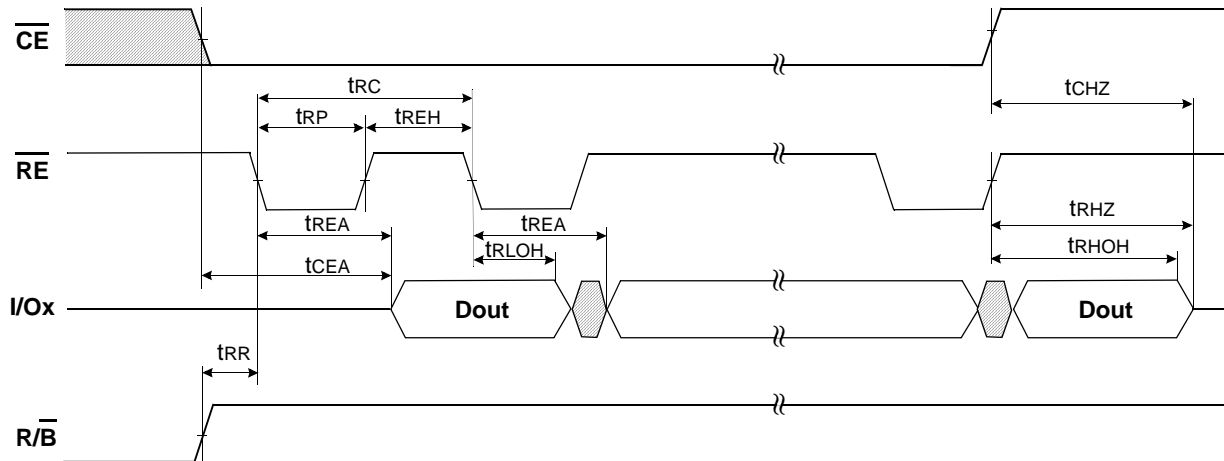 CE
tRC
tCHZ
tRP
tREH
RE
tREA
tREA
tRHZ
tRLOH
tRHOH
tCEA
I/Ox
Dout
Dout
tRR
R/B